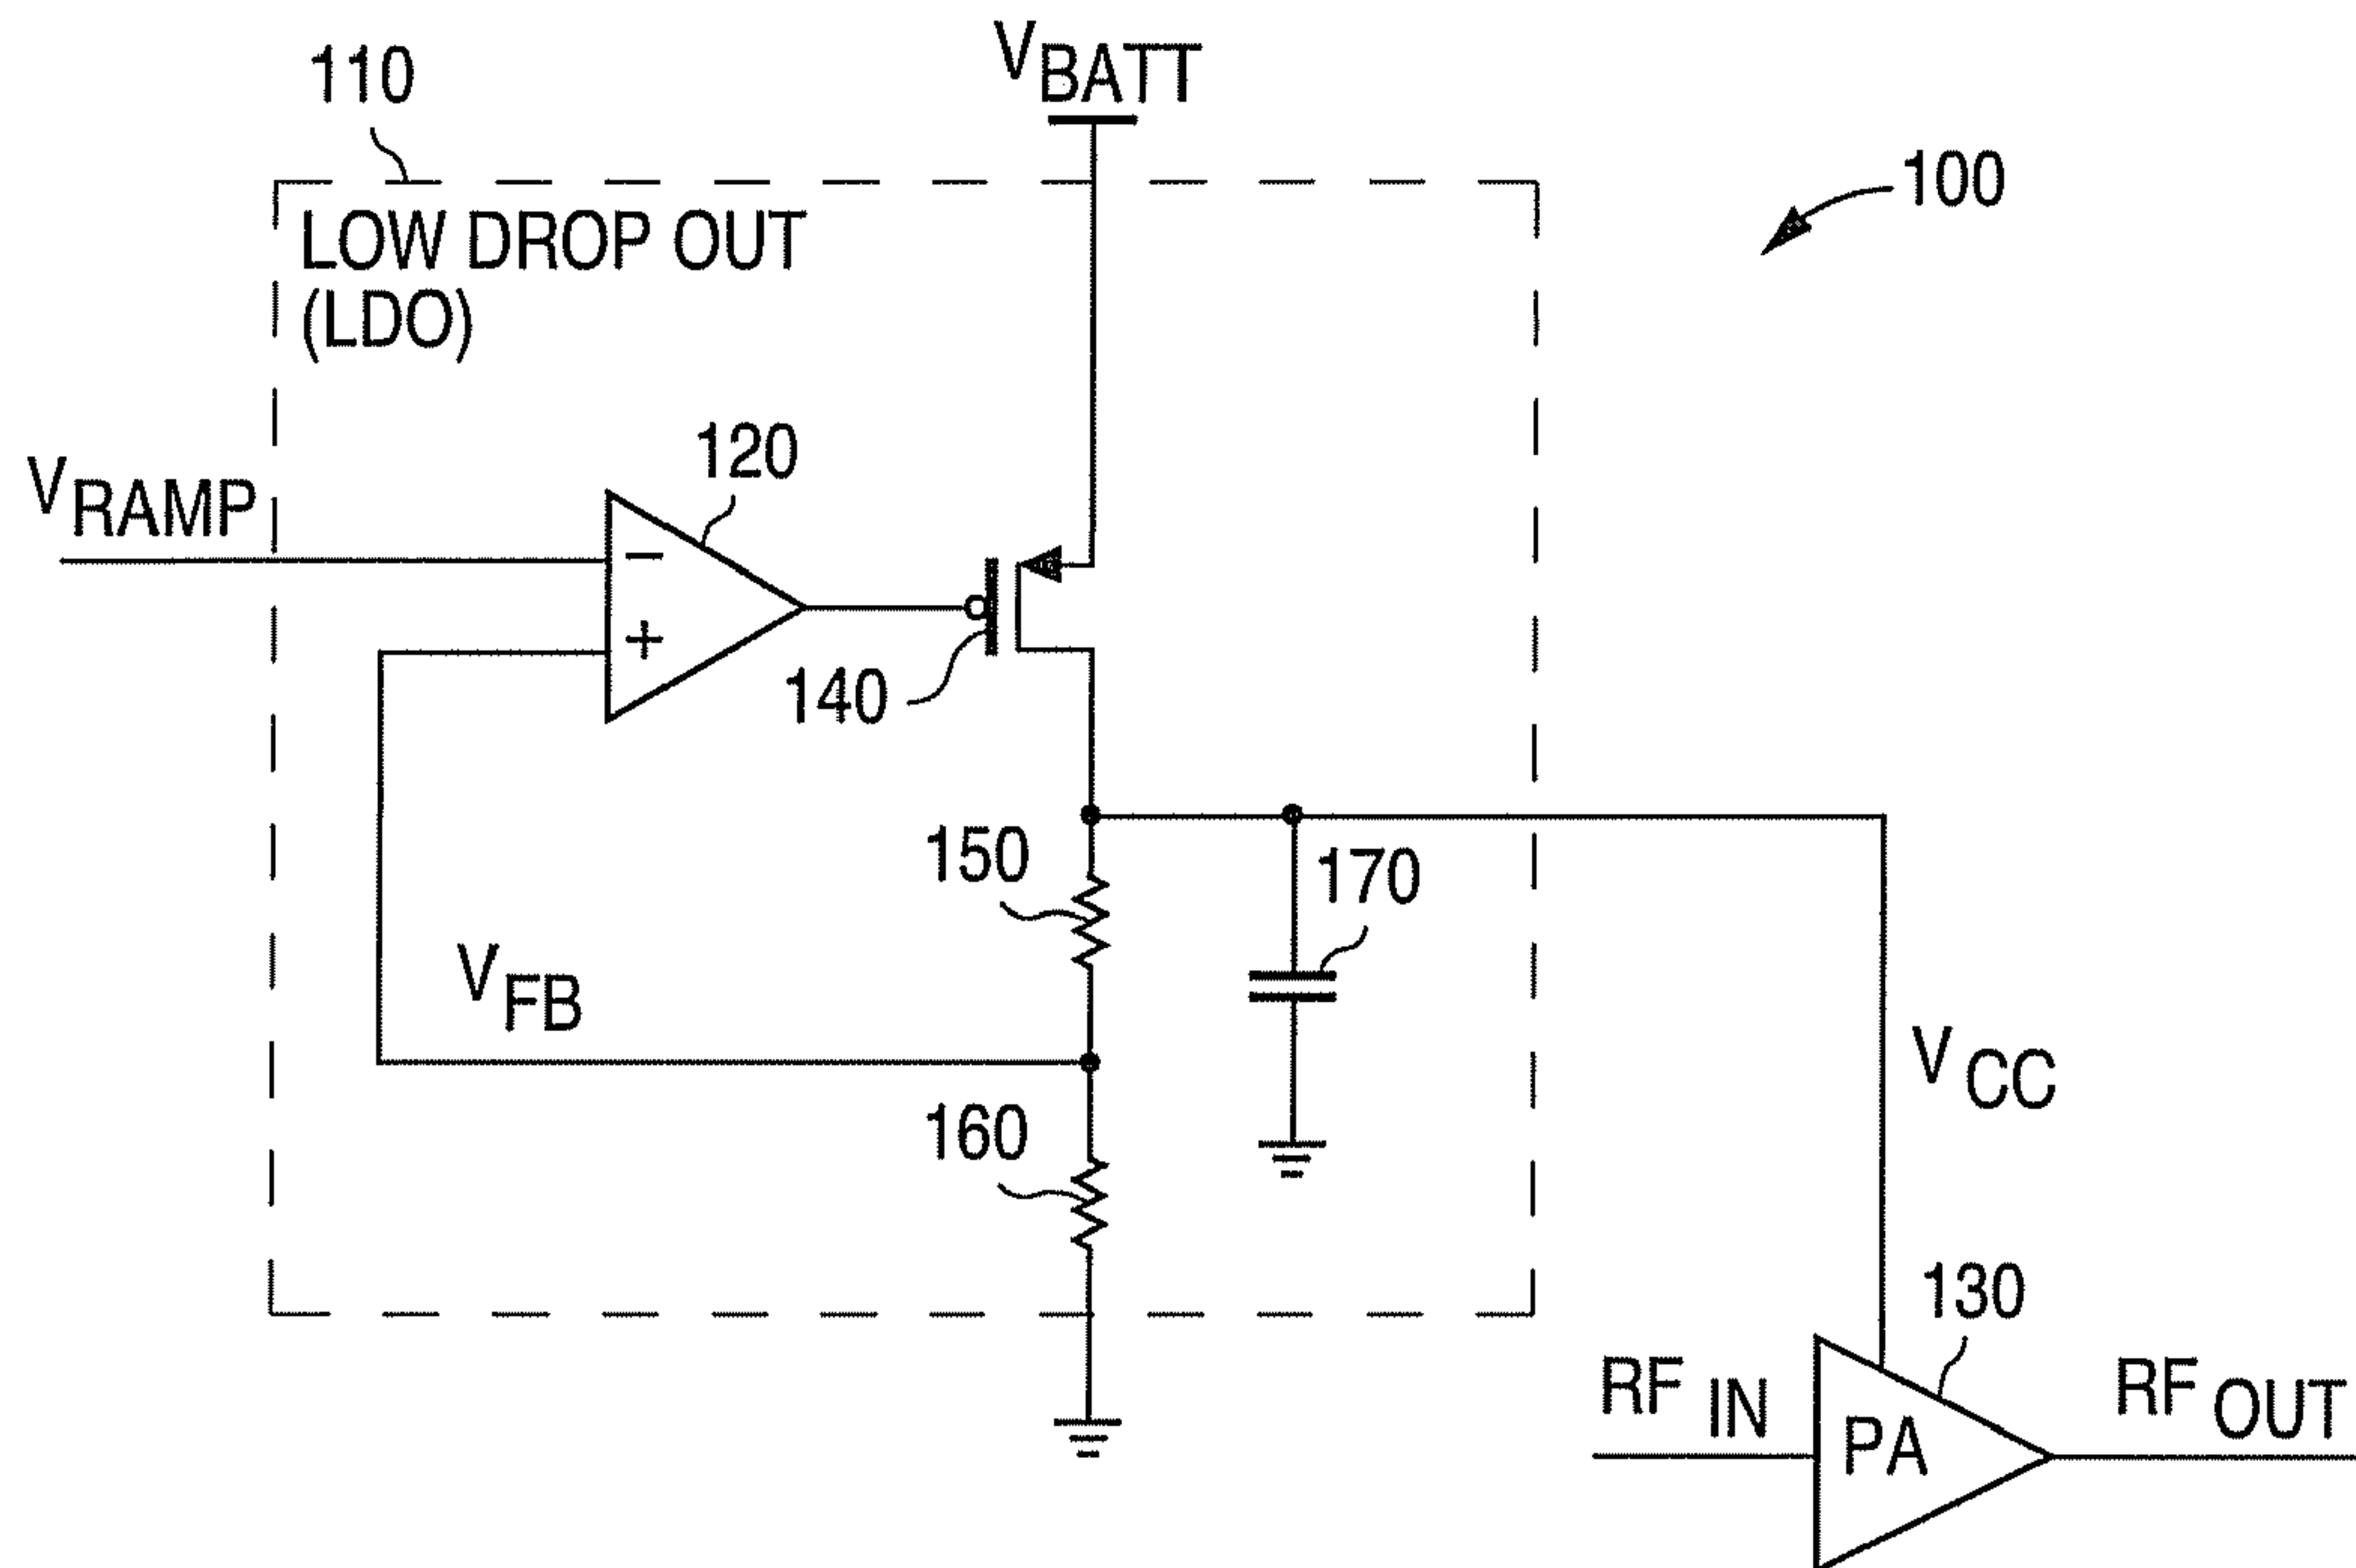 110
VBATT
100
LOW DROP OUT
(LDO)
120
VRAMP
−
+
140
150
170
VFB
VCC
160
130
RF IN
PA
RF OUT